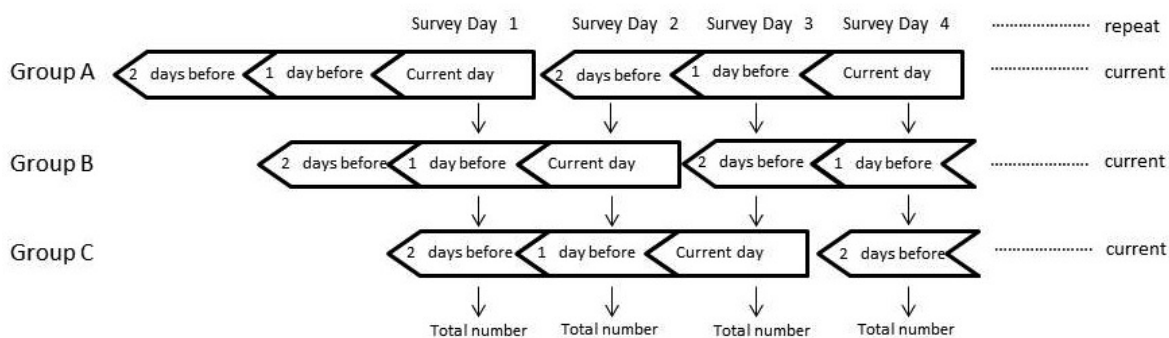 Survey Day 1 Survey Day 2 Survey Day 3 Survey Day 4 ................ repeat
Group A 2 days before 1 day before Current day 2 days before 1 day before Current day ................ current
Group B 2 days before 1 day before Current day 2 days before 1 day before ................ current
Group C 2 days before 1 day before Current day 2 days before ................ current
Total number Total number Total number Total number